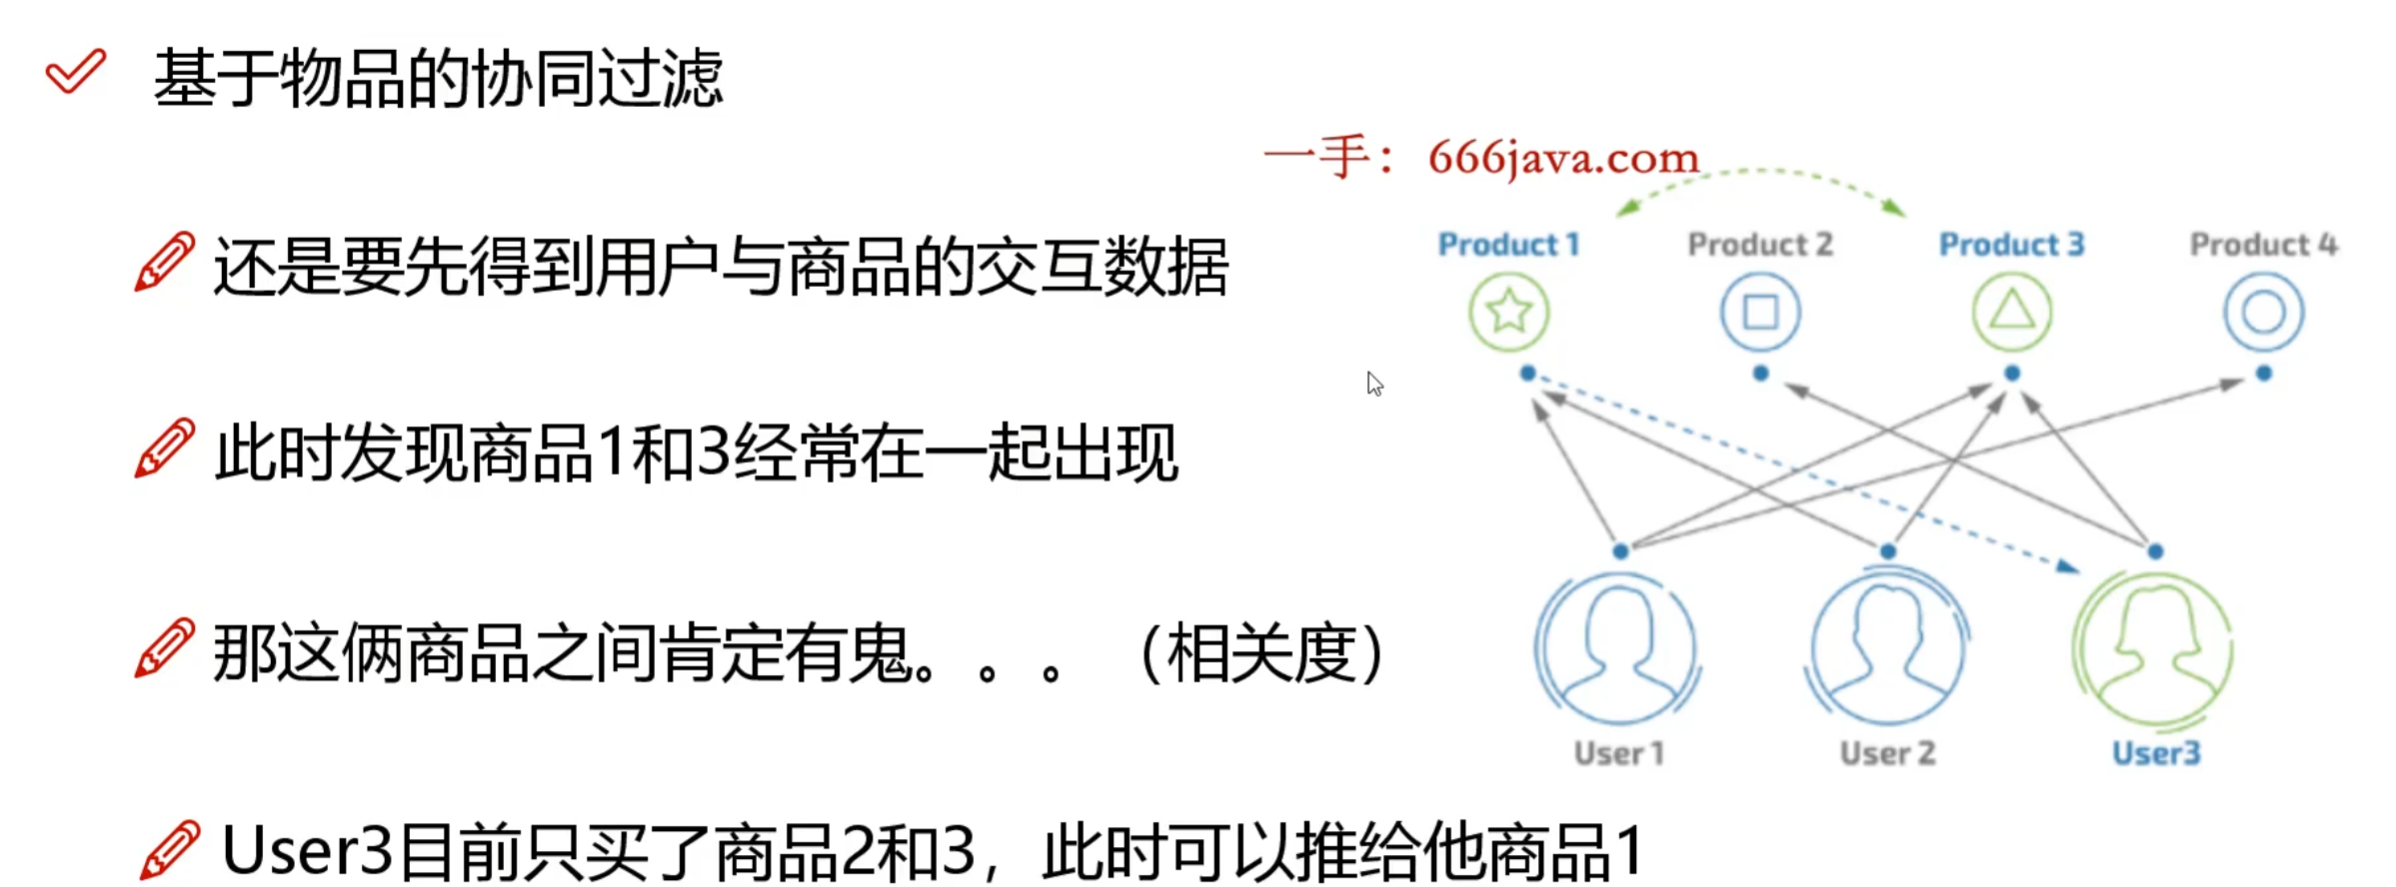 基于物品的协同过滤
一手：666java.com
还是要先得到用户与商品的交互数据
Product 1 Product 2 Product 3 Product 4
此时发现商品1和3经常在一起出现
那这俩商品之间肯定有鬼。。。（相关度）
User 1 User 2 User3
User3目前只买了商品2和3，此时可以推给他商品1